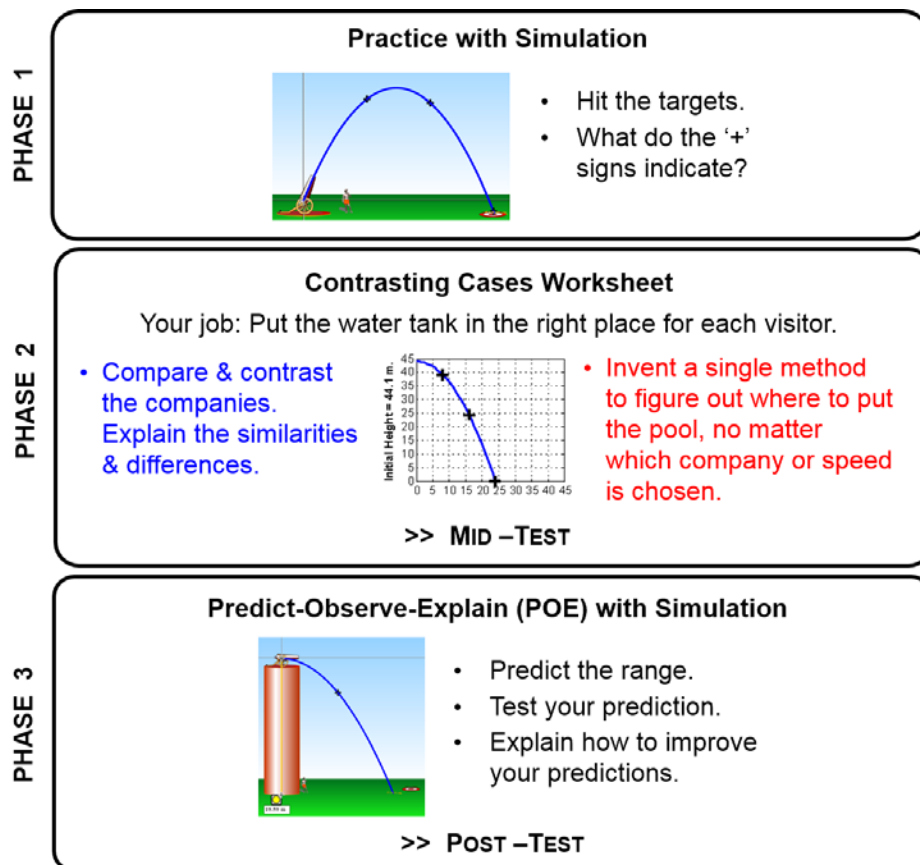 PHASE 1
Practice with Simulation
• Hit the targets.
• What do the ‘+’
signs indicate?
PHASE 2
Contrasting Cases Worksheet
Your job: Put the water tank in the right place for each visitor.
• Compare & contrast
the companies.
Explain the similarities
& differences.
Initial Height = 44.1 m.
45
40
35
30
25
20
15
10
5
0
0 5 10 15 20 25 30 35 40 45
• Invent a single method
to figure out where to put
the pool, no matter
which company or speed
is chosen.
>> MID –TEST
PHASE 3
Predict-Observe-Explain (POE) with Simulation
• Predict the range.
• Test your prediction.
• Explain how to improve
your predictions.
>> POST –TEST